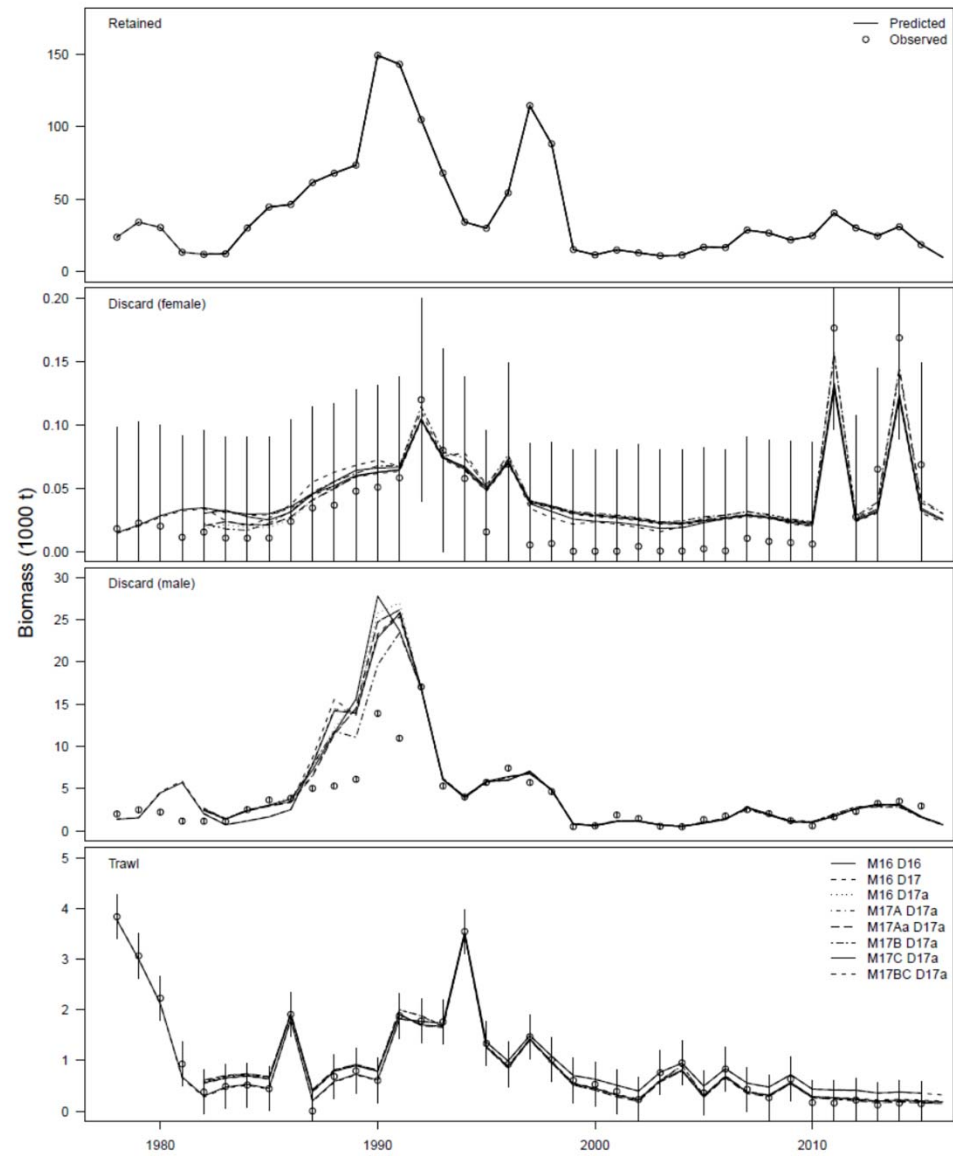 Retained
Predicted
Observed
150
100
50
0
Discard (female)
0.20
0.15
0.10
0.05
0.00
Biomass (1000 t)
Discard (male)
30
25
20
15
10
5
0
Trawl
M16 D16
M16 D17
M16 D17a
M17A D17a
M17Aa D17a
M17B D17a
M17C D17a
M17BC D17a
5
4
3
2
1
0
1980 1990 2000 2010